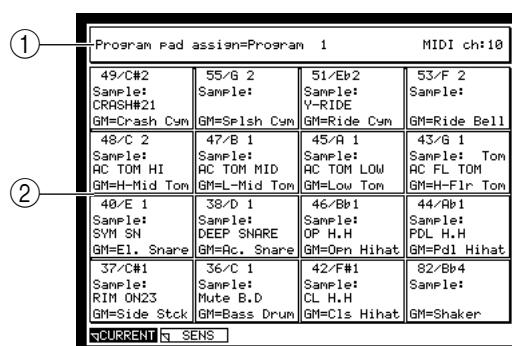 1
Program pad assign=Program 1 MIDI ch:10
2
49/C#2 55/G 2 51/Eb2 53/F 2
Sample: Sample: Sample: Sample:
CRASH#21 Y-RIDE
GM=Crash Cym GM=Splsh Cym GM=Ride Cym GM=Ride Bell
48/C 2 47/B 1 45/A 1 43/G 1
Sample: Sample: Sample: Sample: Tom
AC TOM HI AC TOM MID AC TOM LOW AC FL TOM
GM=H-Mid Tom GM=L-Mid Tom GM=Low Tom GM=H-Flr Tom
40/E 1 38/D 1 46/Bb1 44/Ab1
Sample: Sample: Sample: Sample:
SYM SN DEEP SNARE OP H.H PDL H.H
GM=El. Snare GM=Ac. Snare GM=Opn Hihat GM=Pdl Hihat
37/C#1 36/C 1 42/F#1 82/Bb4
Sample: Sample: Sample: Sample:
RIM ON23 Mute B.D CL H.H
GM=Side Stck GM=Bass Drum GM=Cls Hihat GM=Shaker
CURRENT SENS